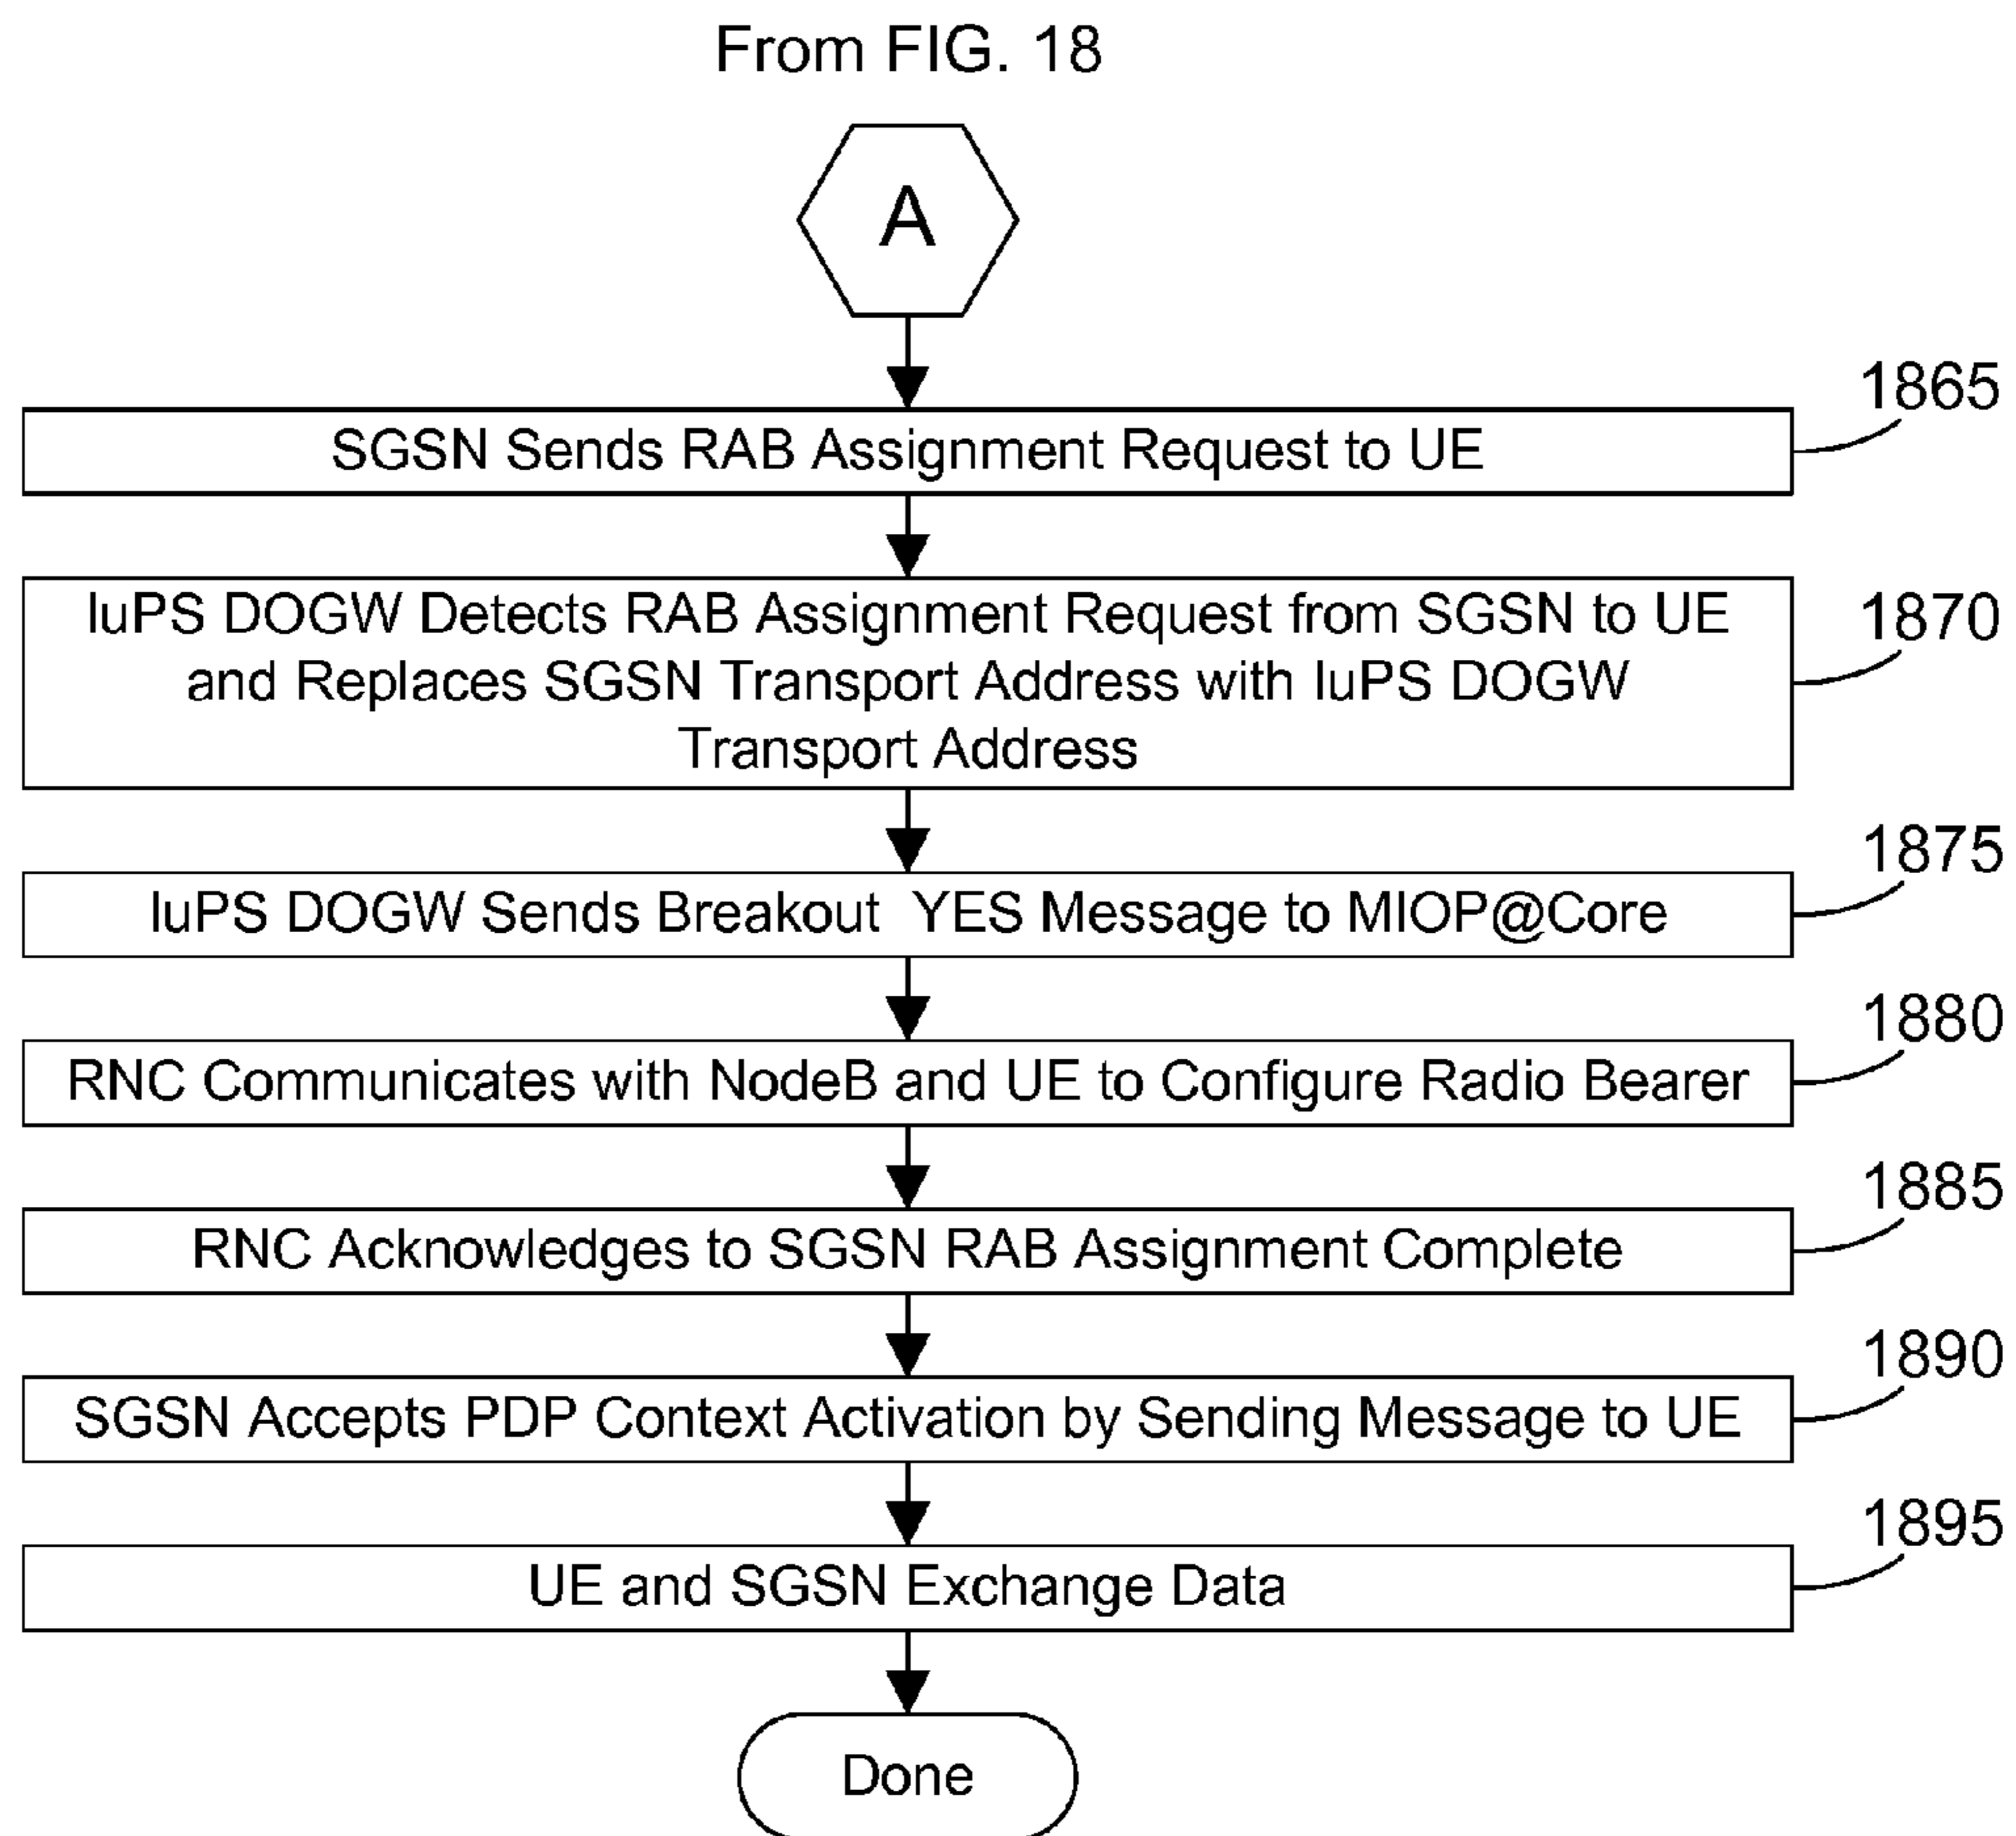 From FIG. 18
A
1865
SGSN Sends RAB Assignment Request to UE
1870
IuPS DOGW Detects RAB Assignment Request from SGSN to UE
and Replaces SGSN Transport Address with IuPS DOGW
Transport Address
1875
IuPS DOGW Sends Breakout YES Message to MIOP@Core
1880
RNC Communicates with NodeB and UE to Configure Radio Bearer
1885
RNC Acknowledges to SGSN RAB Assignment Complete
1890
SGSN Accepts PDP Context Activation by Sending Message to UE
1895
UE and SGSN Exchange Data
Done